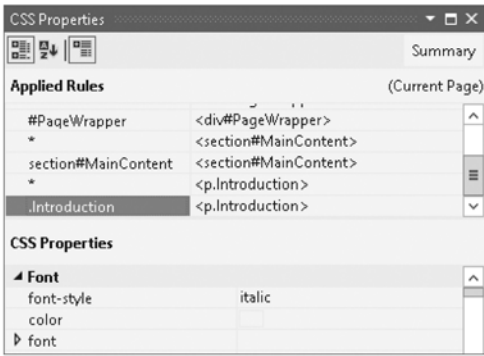 CSS Properties
Summary
Applied Rules (Current Page)
#PageWrapper <div#PageWrapper>
* <section#MainContent>
section#MainContent <section#MainContent>
* <p.Introduction>
.Introduction <p.Introduction>
CSS Properties
Font
font-style italic
color
font